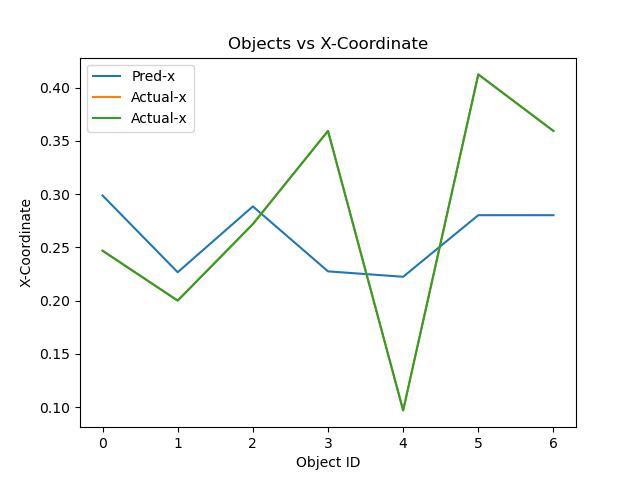 Objects vs X-Coordinate
Pred-x
Actual-x
Actual-x
0.40
0.35
0.30
0.25
0.20
0.15
0.10
X-Coordinate
0 1 2 3 4 5 6
Object ID